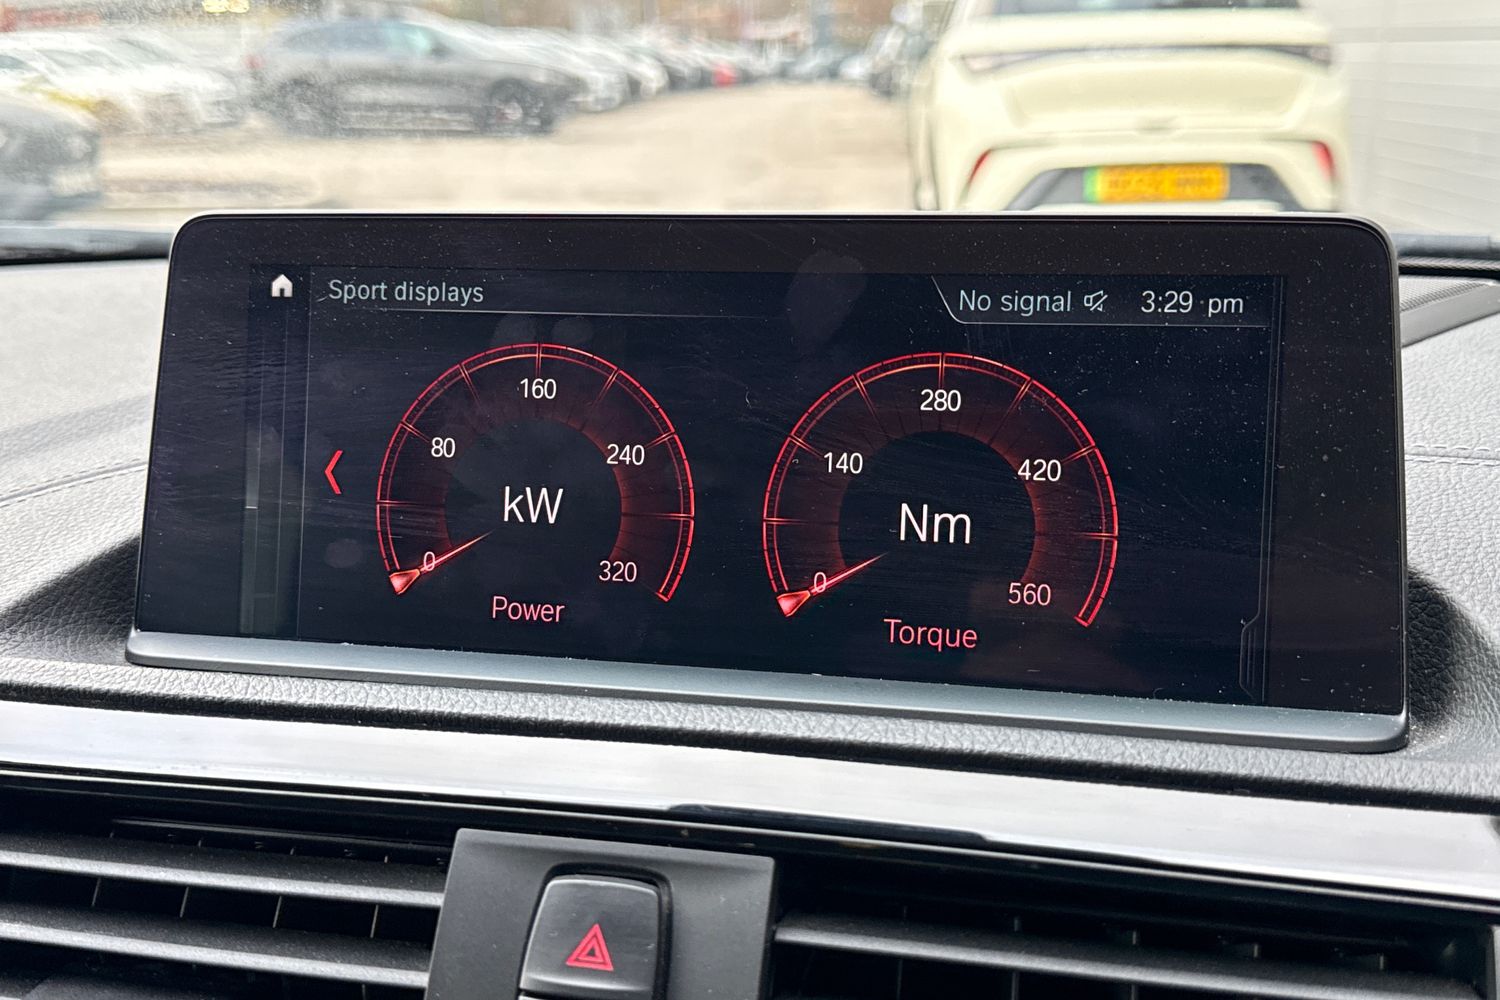 Sport displays
No signal 3:29 pm
0
80
160
240
320
kW
Power
0
140
280
420
560
Nm
Torque